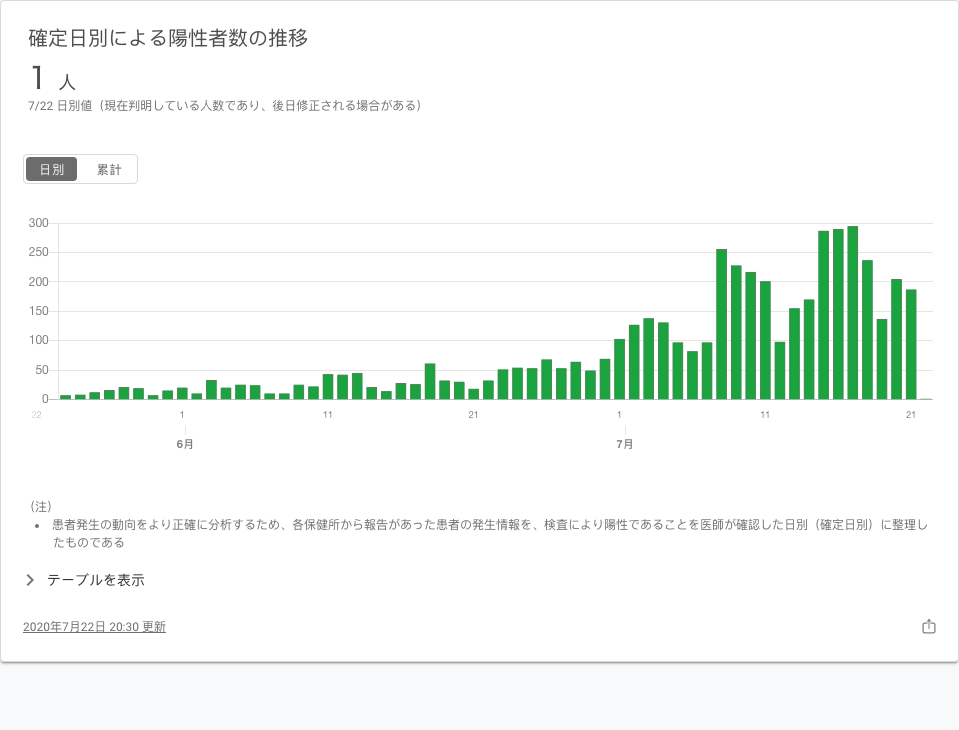 確定日別による陽性者数の推移
1 人
7/22 日別値（現在判明している人数であり、後日修正される場合がある）
日別 累計
300
250
200
150
100
50
0
22 1 11 21 1 11 21
6月 7月
（注）
• 患者発生の動向をより正確に分析するため、各保健所から報告があった患者の発生情報を、検査により陽性であることを医師が確認した日別（確定日別）に整理し
たものである
テーブルを表示
2020年7月22日 20:30 更新